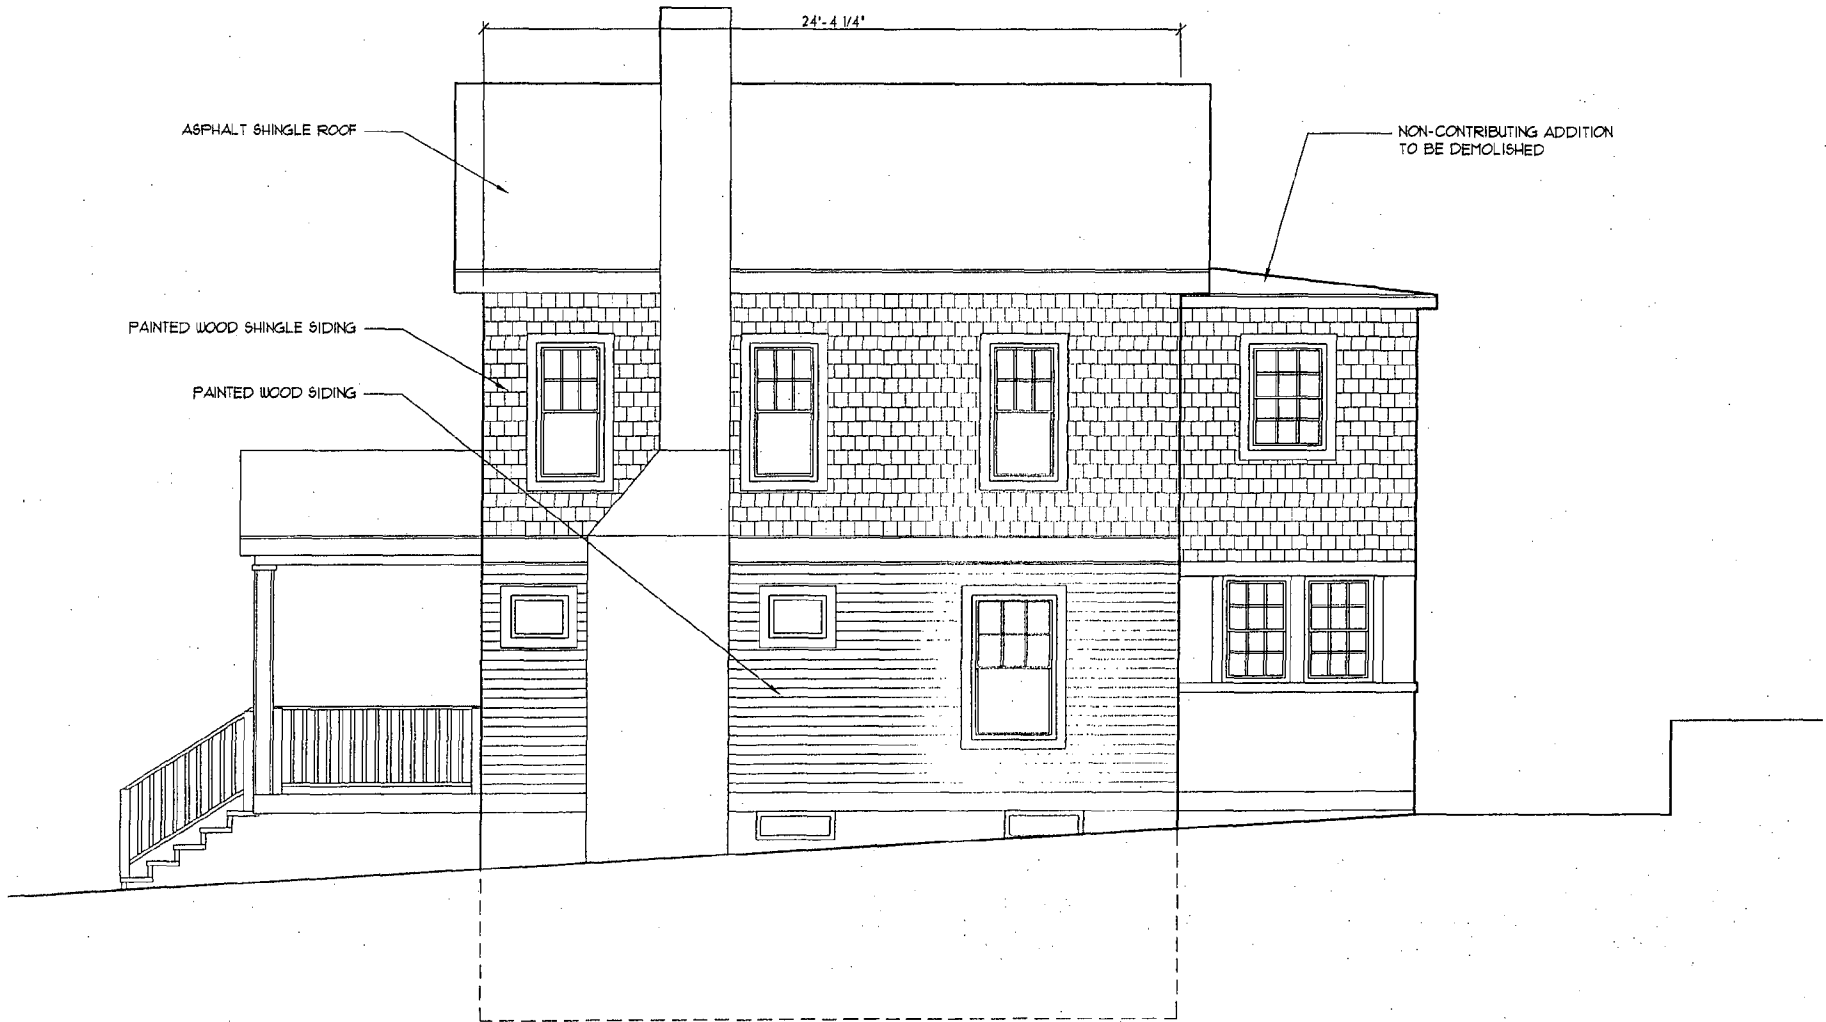 24'-4 1/4"
ASPHALT SHINGLE ROOF
NON-CONTRIBUTING ADDITION
TO BE DEMOLISHED
PAINTED WOOD SHINGLE SIDING
PAINTED WOOD SIDING